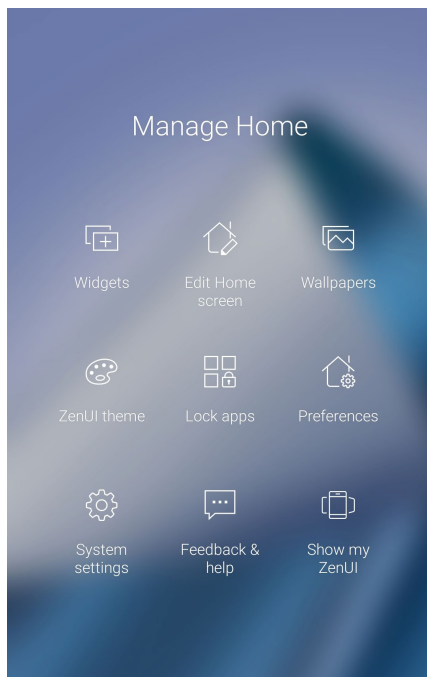 Manage Home
Widgets
Edit Home
screen
Wallpapers
ZenUI theme
Lock apps
Preferences
System
settings
Feedback &
help
Show my
ZenUI